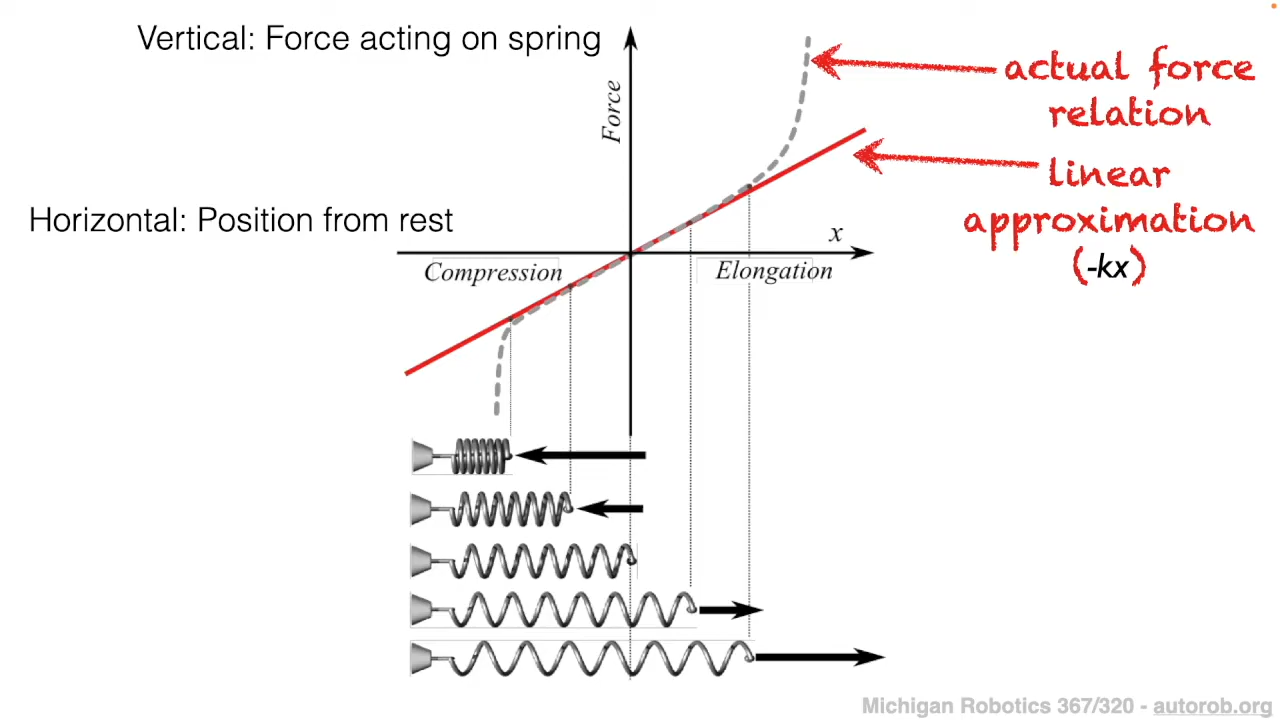 Vertical: Force acting on spring
Force
actual force
relation
linear
approximation
(-kx)
Horizontal: Position from rest
x
Compression
Elongation
Michigan Robotics 367/320 - autorob.org